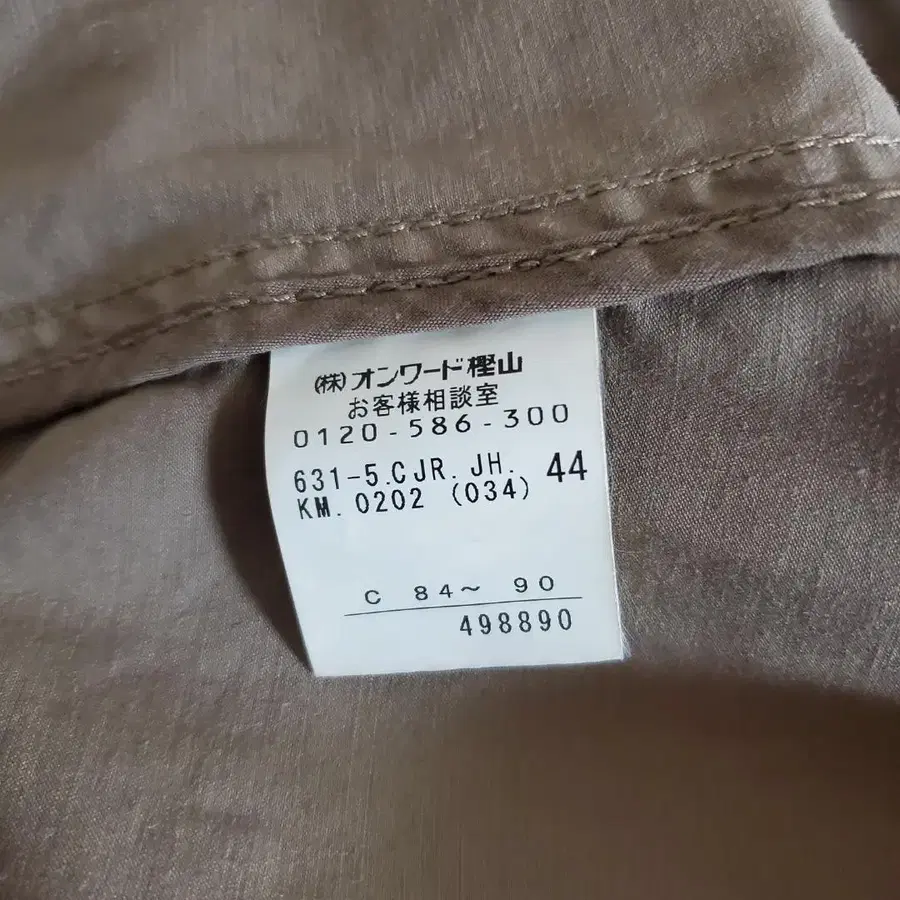 (株)オンワード樫山
お客様相談室
0120-586-300
631-5.CJR.JH. 44
KM.0202 (034)
C 84～ 90
498890